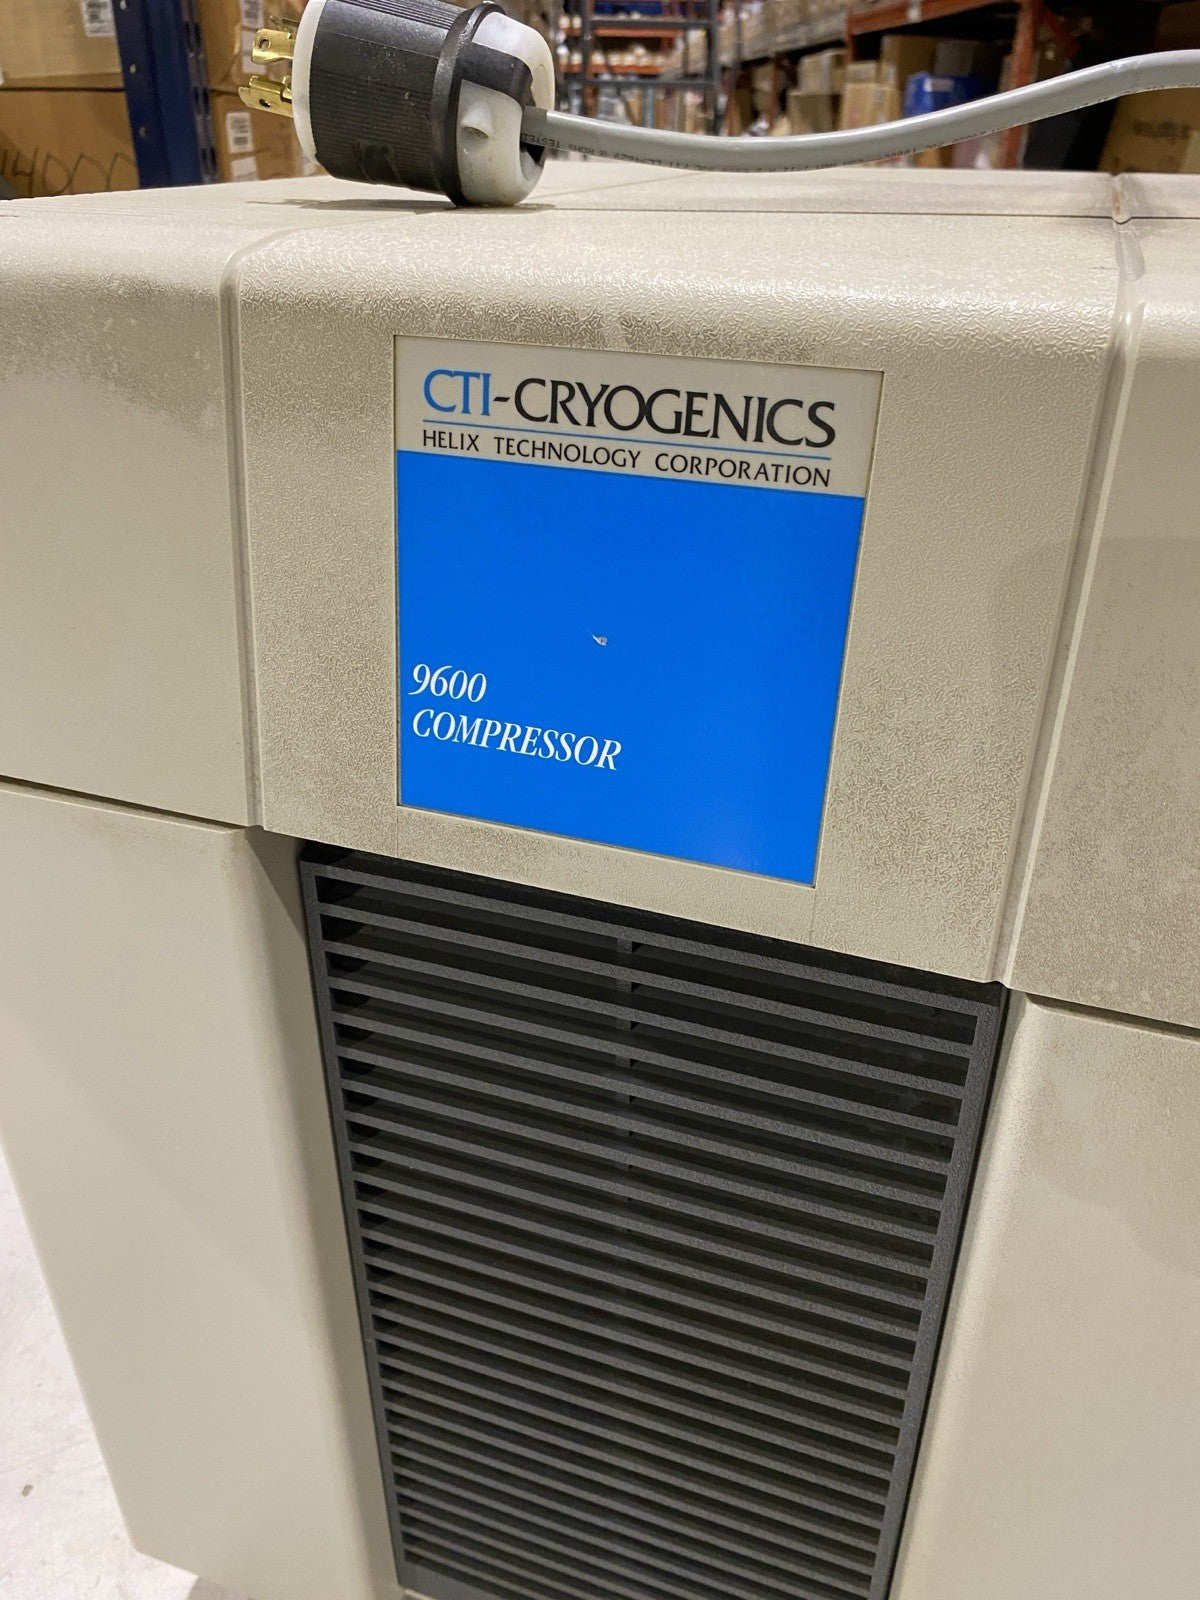 CTI-CRYOGENICS
HELIX TECHNOLOGY CORPORATION
9600
COMPRESSOR